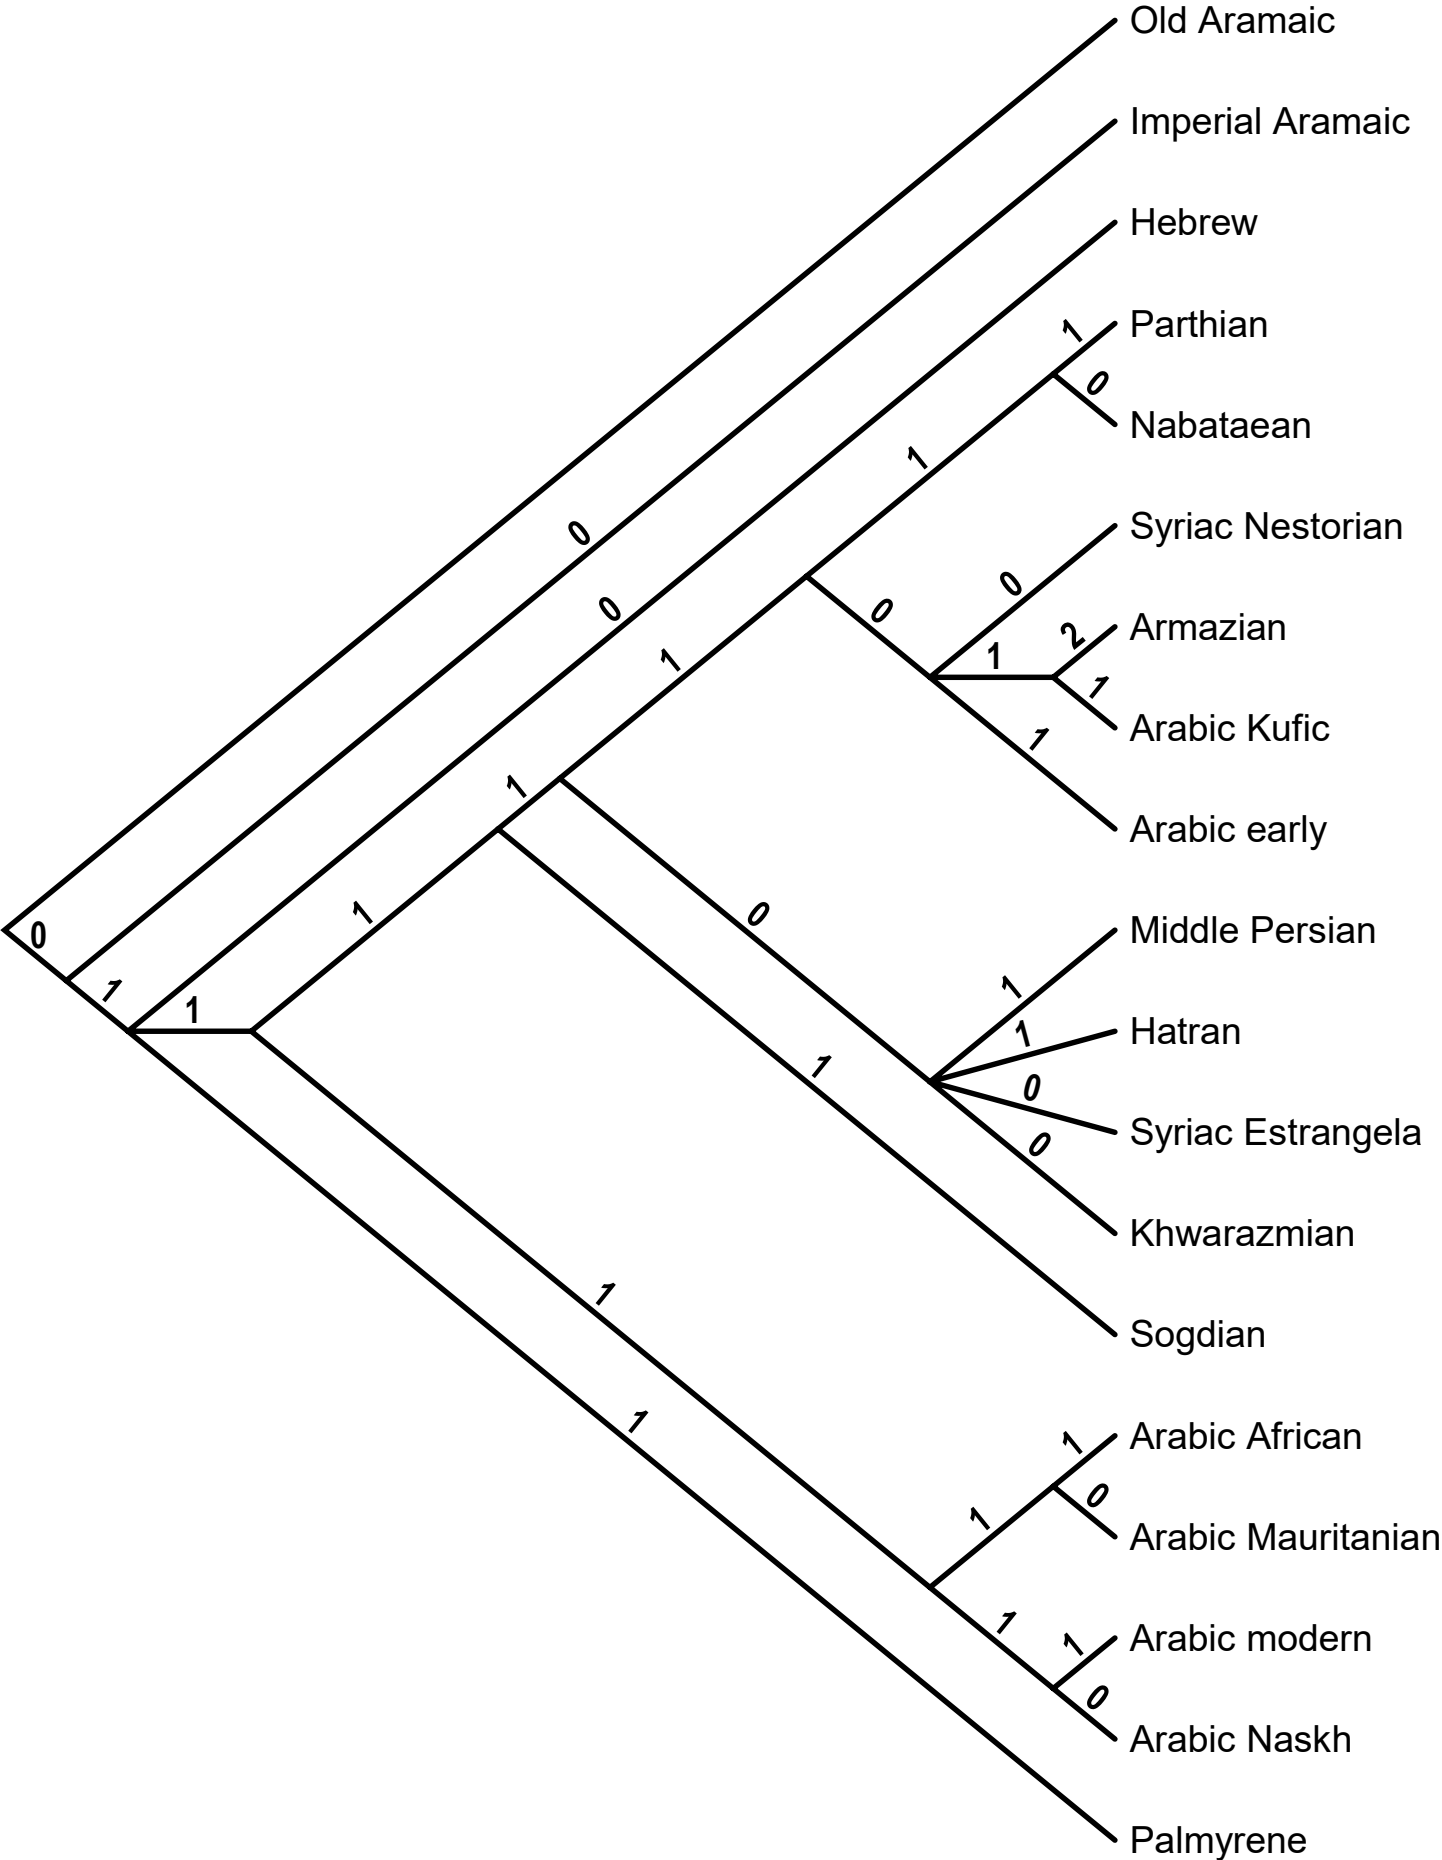 Old Aramaic
Imperial Aramaic
Hebrew
1 Parthian
0
Nabataean
1
Syriac Nestorian
0
0
0
0
2 Armazian
1
1
1
1
Arabic Kufic
1
1
Arabic early
1
0
0
Middle Persian
1
1
1
Hatran
0
Syriac Estrangela
0
1
Khwarazmian
1
Sogdian
1
1
Arabic African
0
1
Arabic Mauritanian
1
1
Arabic modern
0
Arabic Naskh
Palmyrene